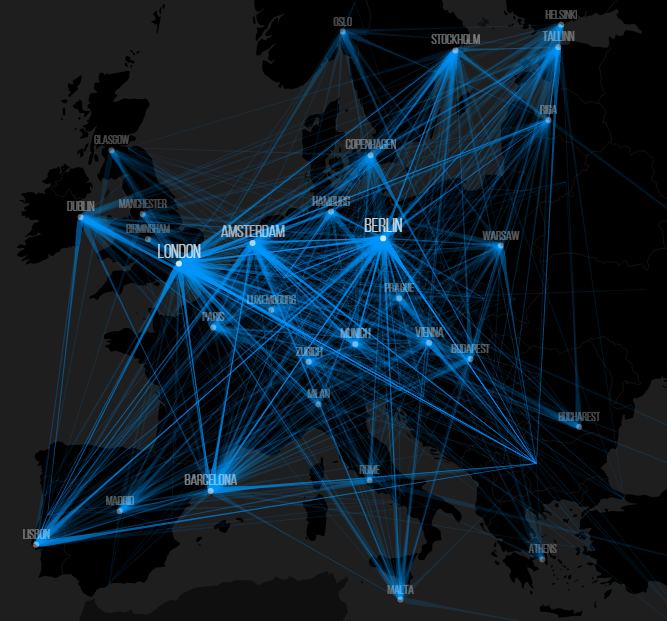 HELSINKI
OSLO
TALLINN
STOCKHOLM
RIGA
GLASGOW
COPENHAGEN
MANCHESTER
DUBLIN
HAMBURG
BIRMINGHAM
AMSTERDAM
BERLIN
WARSAW
LONDON
PRAGUE
LUXEMBOURG
PARIS
MUNICH
VIENNA
ZURICH
BUDAPEST
MILAN
BUCHAREST
ROME
BARCELONA
MADRID
LISBON
ATHENS
MALTA